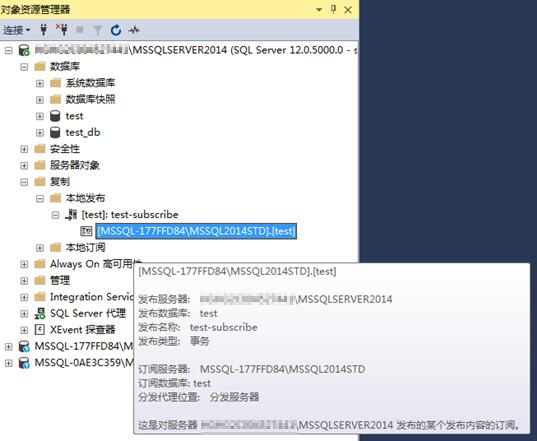 对象资源管理器
连接
\MSSQLSERVER2014 (SQL Server 12.0.5000.0 - s
数据库
系统数据库
数据库快照
test
test_db
安全性
服务器对象
复制
本地发布
[test]: test-subscribe
[MSSQL-177FFD84\MSSQL2014STD].[test]
本地订阅
Always On 高可用性
管理
Integration Servic
SQL Server 代理
XEvent 探查器
MSSQL-177FFD84\M
MSSQL-0AE3C359\M
[MSSQL-177FFD84\MSSQL2014STD].[test]
发布服务器: \MSSQLSERVER2014
发布数据库: test
发布名称: test-subscribe
发布类型: 事务
订阅服务器: MSSQL-177FFD84\MSSQL2014STD
订阅数据库: test
分发代理位置: 分发服务器
这是对服务器 \MSSQLSERVER2014 发布的某个发布内容的订阅。